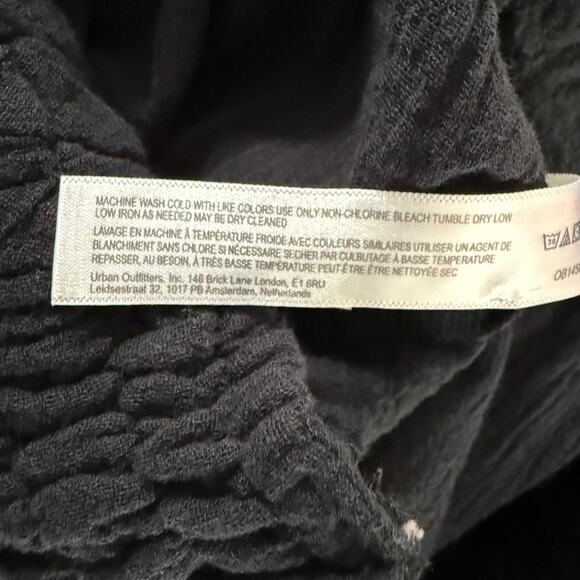 MACHINE WASH COLD WITH LIKE COLORS USE ONLY NON-CHLORINE BLEACH TUMBLE DRY LOW
LOW IRON AS NEEDED MAY BE DRY CLEANED
LAVAGE EN MACHINE À TEMPÉRATURE FROIDE AVEC COULEURS SIMILAIRES UTILISER UN AGENT DE
BLANCHIMENT SANS CHLORE SI NÉCESSAIRE SECHER PAR CULBUTAGE À BASSE TEMPÉRATURE
REPASSER, AU BESOIN, À TRÈS BASSE TEMPÉRATURE PEUT-ÊTRE ÊTRE NETTOYÉE SEC
Urban Outfitters, Inc. 146 Brick Lane London, E1 6RU
Leidsestraat 32, 1017 PB Amsterdam, Netherlands